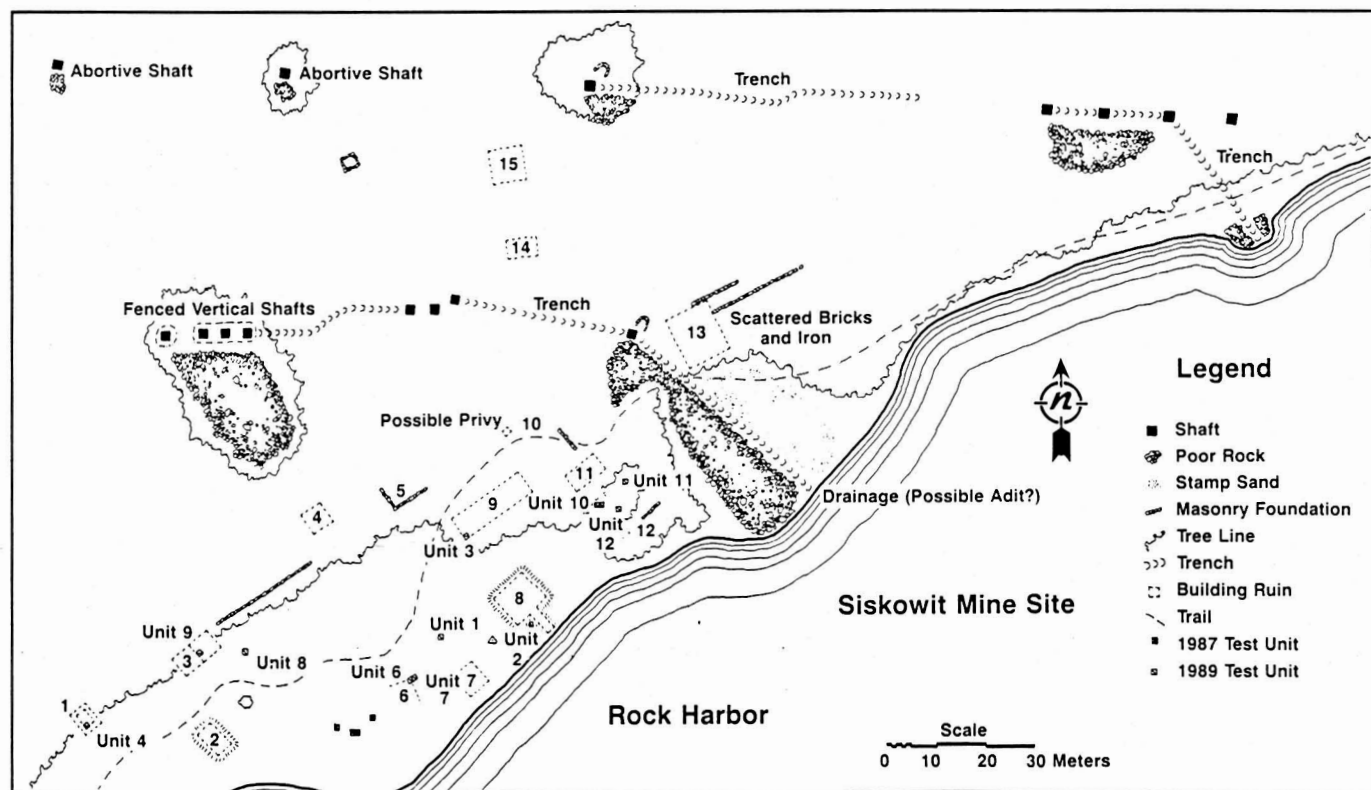 Abortive Shaft
Abortive Shaft
Trench
Trench
15
14
Fenced Vertical Shafts
Trench
13
Scattered Bricks
and Iron
Possible Privy
10
11
Unit 11
5
9
Unit 10
4
Unit 3
Unit
12
12
Drainage (Possible Adit?)
8
Unit 9
3
Unit 8
Unit 1
Unit
2
Unit 6
6
Unit 7
7
1
Unit 4
2
Siskowit Mine Site
Rock Harbor
n
Legend
Shaft
Poor Rock
Stamp Sand
Masonry Foundation
Tree Line
Trench
Building Ruin
Trail
1987 Test Unit
1989 Test Unit
Scale
0 10 20 30 Meters